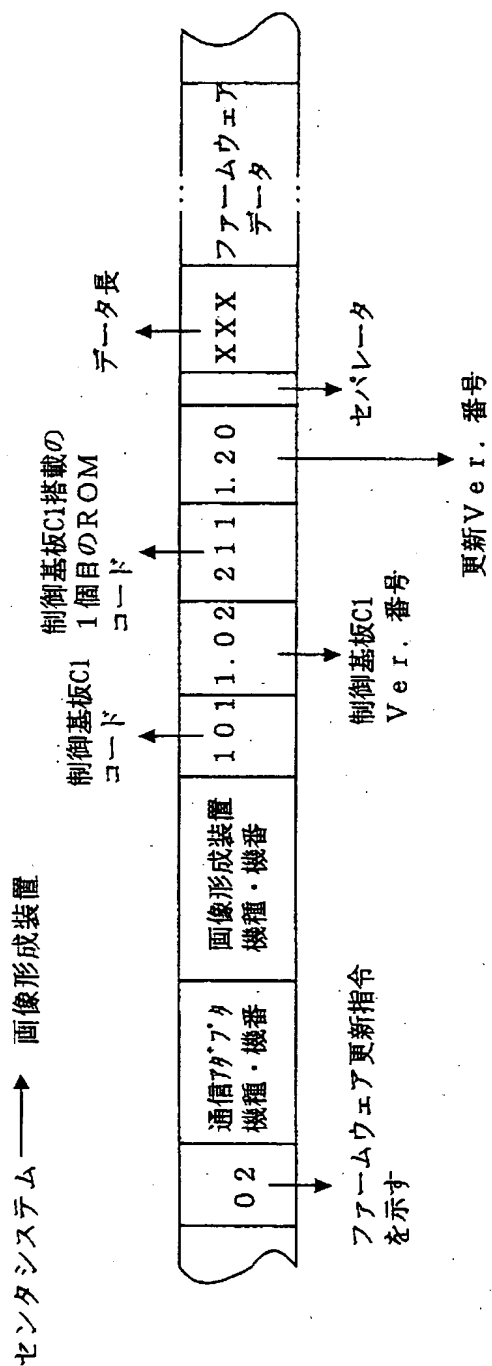 センタシステム → 画像形成装置
制御基板C1
コード
制御基板C1搭載の
1個目のROM
コード
データ長
02
通信ｱﾀﾞﾌﾟﾀ
機種・機番
画像形成装置
機種・機番
101
1.02
211
1.20
XXX
ファームウェア
データ
ファームウェア更新指令
を示す
制御基板C1
Ver. 番号
更新Ver. 番号
セパレータ